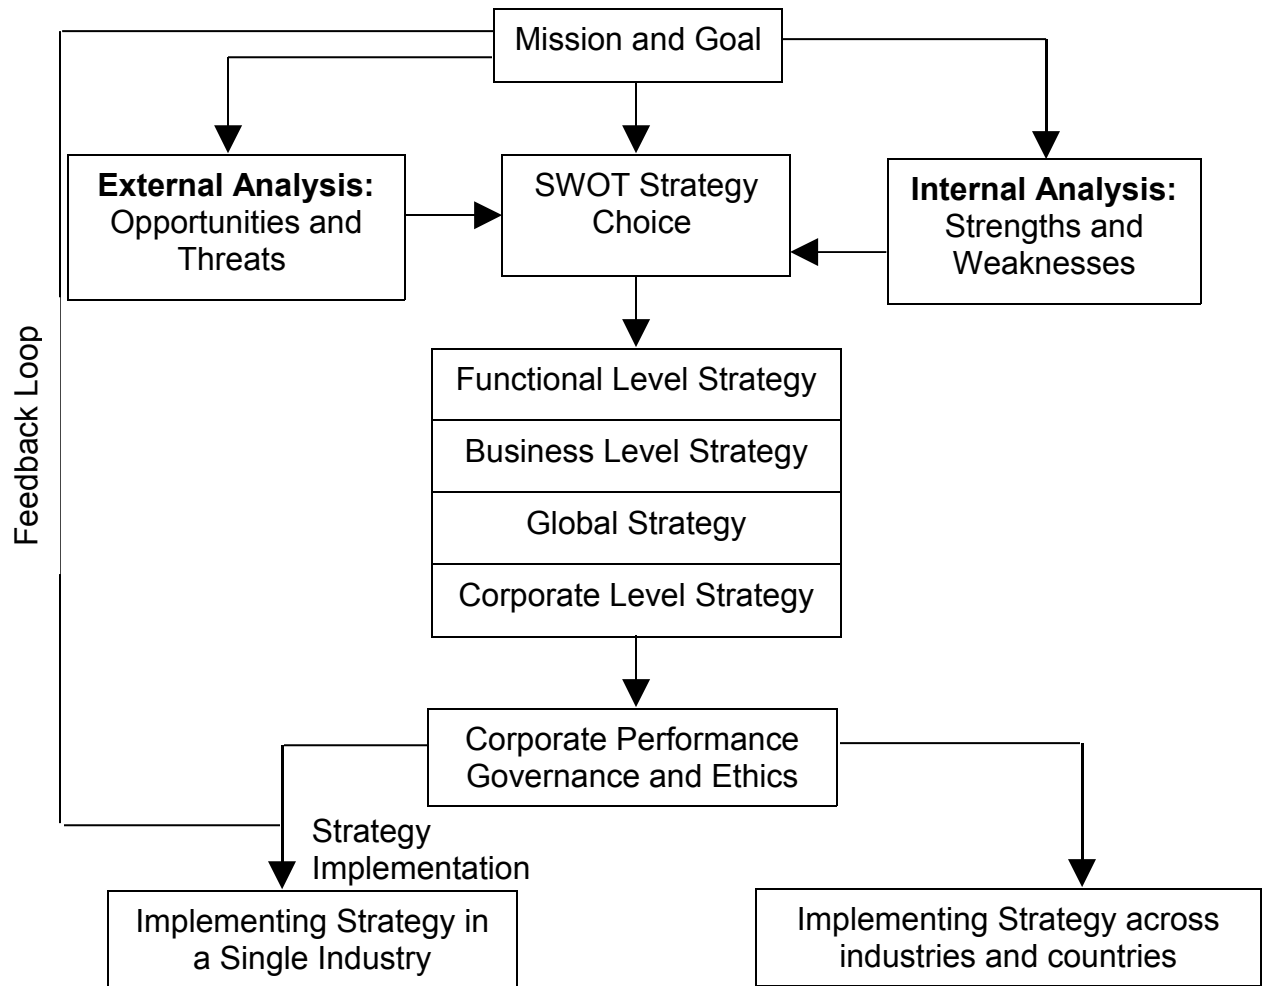 Mission and Goal
External Analysis:
Opportunities and
Threats
SWOT Strategy
Choice
Internal Analysis:
Strengths and
Weaknesses
Feedback Loop
Functional Level Strategy
Business Level Strategy
Global Strategy
Corporate Level Strategy
Corporate Performance
Governance and Ethics
Strategy
Implementation
Implementing Strategy in
a Single Industry
Implementing Strategy across
industries and countries